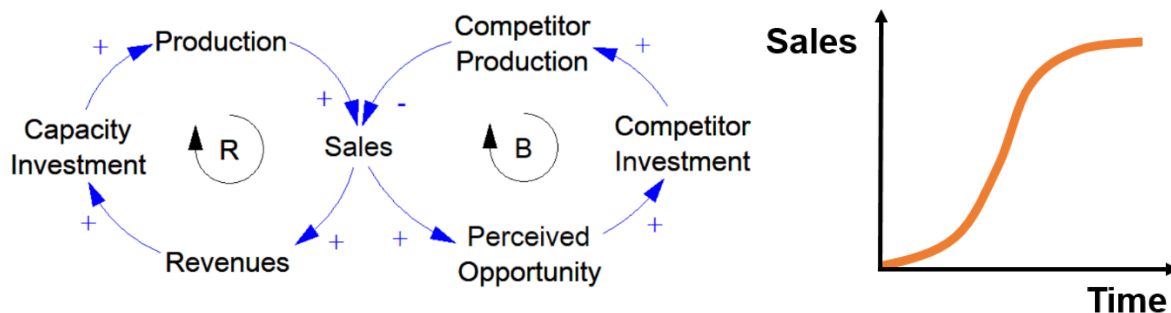 Production
+
+
Capacity
Investment
R
+
Revenues
+
Sales
+
-
Competitor
Production
+
B
Competitor
Investment
+
Perceived
Opportunity
Sales
Time